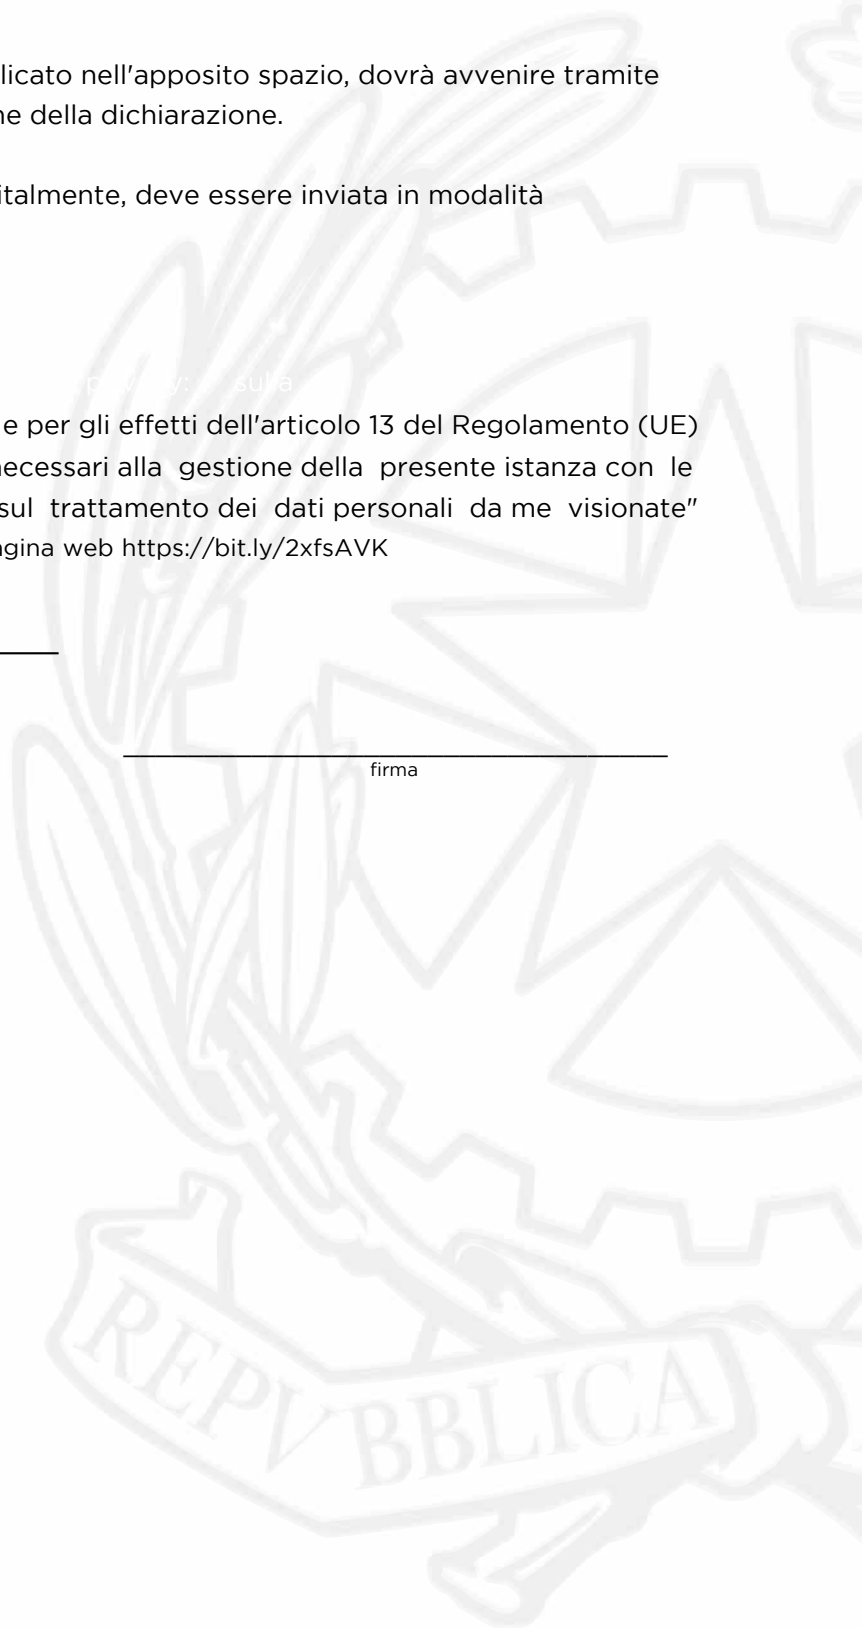 licato nell'apposito spazio, dovrà avvenire tramite
ne della dichiarazione.
italmente, deve essere inviata in modalità
privacy: sulla
e per gli effetti dell'articolo 13 del Regolamento (UE)
necessari alla gestione della presente istanza con le
sul trattamento dei dati personali da me visionate"
agina web https://bit.ly/2xfsAVK
firma
REPVBBLICA